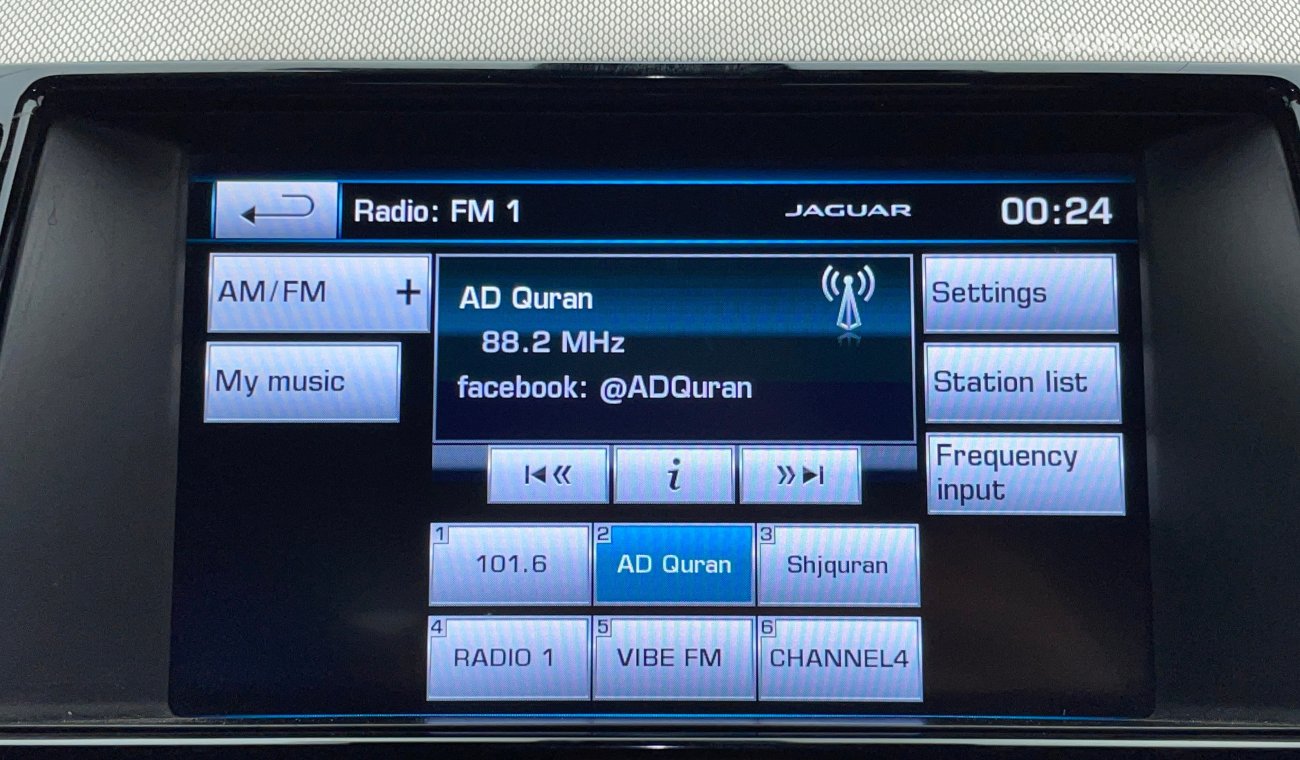 Radio: FM 1
JAGUAR
00:24
AM/FM +
AD Quran
88.2 MHz
facebook: @ADQuran
Settings
My music
Station list
Frequency
input
i
1
101.6
2
AD Quran
3
Shjquran
4
RADIO 1
5
VIBE FM
6
CHANNEL4